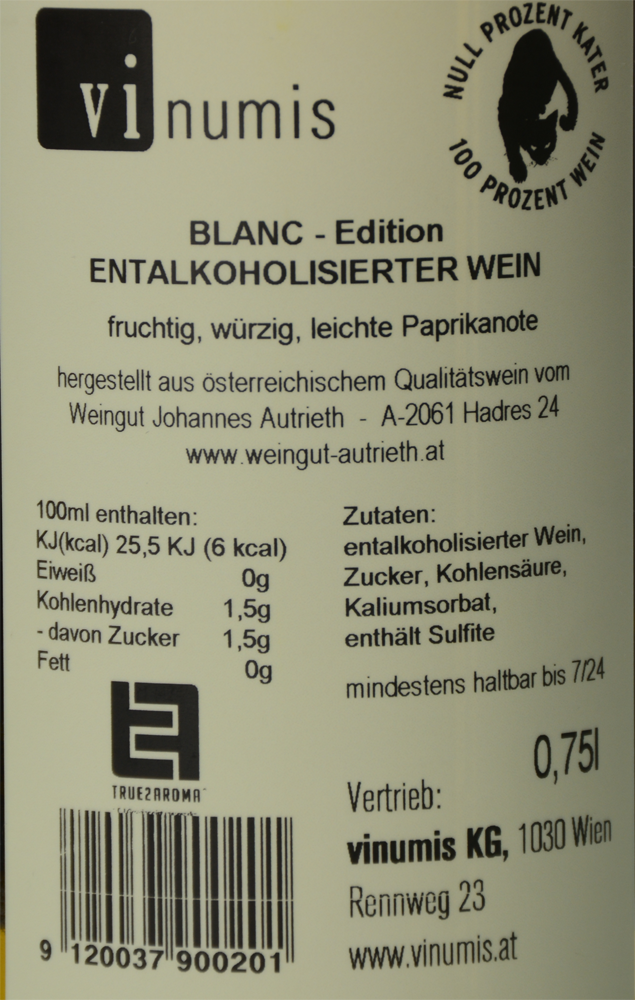 vinumis
NULL PROZENT KATER
100 PROZENT WEIN
BLANC - Edition
ENTALKOHOLISIERTER WEIN
fruchtig, würzig, leichte Paprikanote
hergestellt aus österreichischem Qualitätswein vom
Weingut Johannes Autrieth - A-2061 Hadres 24
www.weingut-autrieth.at
100ml enthalten:
KJ(kcal) 25,5 KJ (6 kcal)
Eiweiß 0g
Kohlenhydrate 1,5g
- davon Zucker 1,5g
Fett 0g
Zutaten:
entalkoholisierter Wein,
Zucker, Kohlensäure,
Kaliumsorbat,
enthält Sulfite
mindestens haltbar bis 7/24
0,75l
TRUE2AROMA
9 120037 900201
Vertrieb:
vinumis KG, 1030 Wien
Rennweg 23
www.vinumis.at